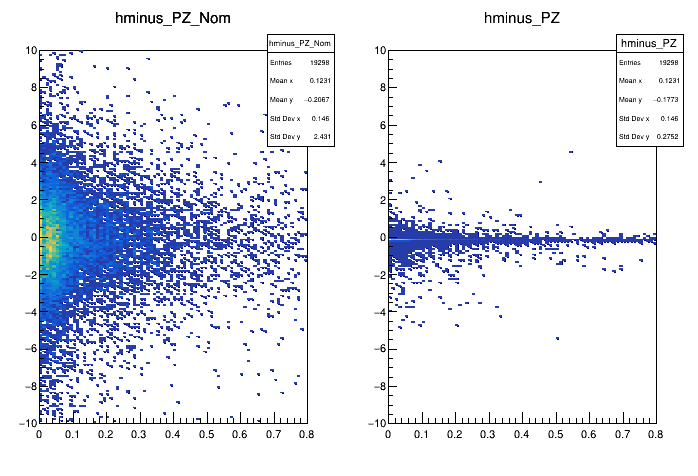 hminus_PZ_Nom
hminus_PZ_Nom
Entries 19298
Mean x 0.1231
Mean y −0.2067
Std Dev x 0.146
Std Dev y 2.431
10
8
6
4
2
0
−2
−4
−6
−8
−10
0 0.1 0.2 0.3 0.4 0.5 0.6 0.7 0.8
hminus_PZ
hminus_PZ
Entries 19298
Mean x 0.1231
Mean y −0.1773
Std Dev x 0.146
Std Dev y 0.2752
10
8
6
4
2
0
−2
−4
−6
−8
−10
0 0.1 0.2 0.3 0.4 0.5 0.6 0.7 0.8